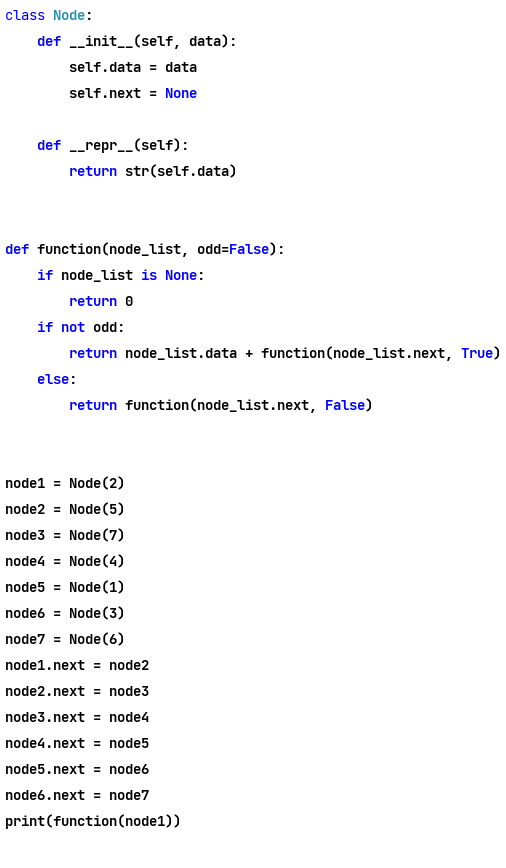 class Node:
    def __init__(self, data):
        self.data = data
        self.next = None

    def __repr__(self):
        return str(self.data)


def function(node_list, odd=False):
    if node_list is None:
        return 0
    if not odd:
        return node_list.data + function(node_list.next, True)
    else:
        return function(node_list.next, False)


node1 = Node(2)
node2 = Node(5)
node3 = Node(7)
node4 = Node(4)
node5 = Node(1)
node6 = Node(3)
node7 = Node(6)
node1.next = node2
node2.next = node3
node3.next = node4
node4.next = node5
node5.next = node6
node6.next = node7
print(function(node1))